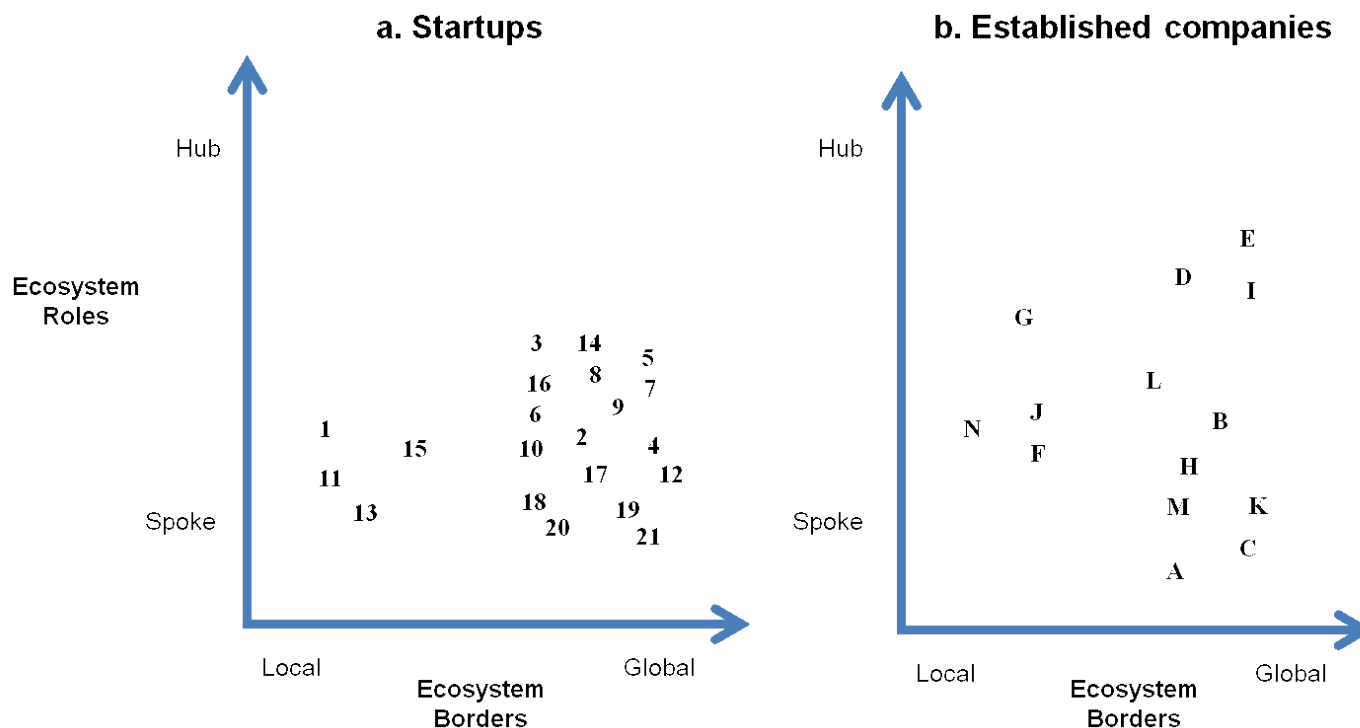 a. Startups
Hub
Ecosystem
Roles
3 14
5
16 8
7
6 9
1
15 10 2 4
11 17 12
13 18 19
Spoke
20 21
Local Global
Ecosystem
Borders
b. Established companies
Hub
E
D I
G
L
J B
N
F H
M K
Spoke
C
A
Local Global
Ecosystem
Borders